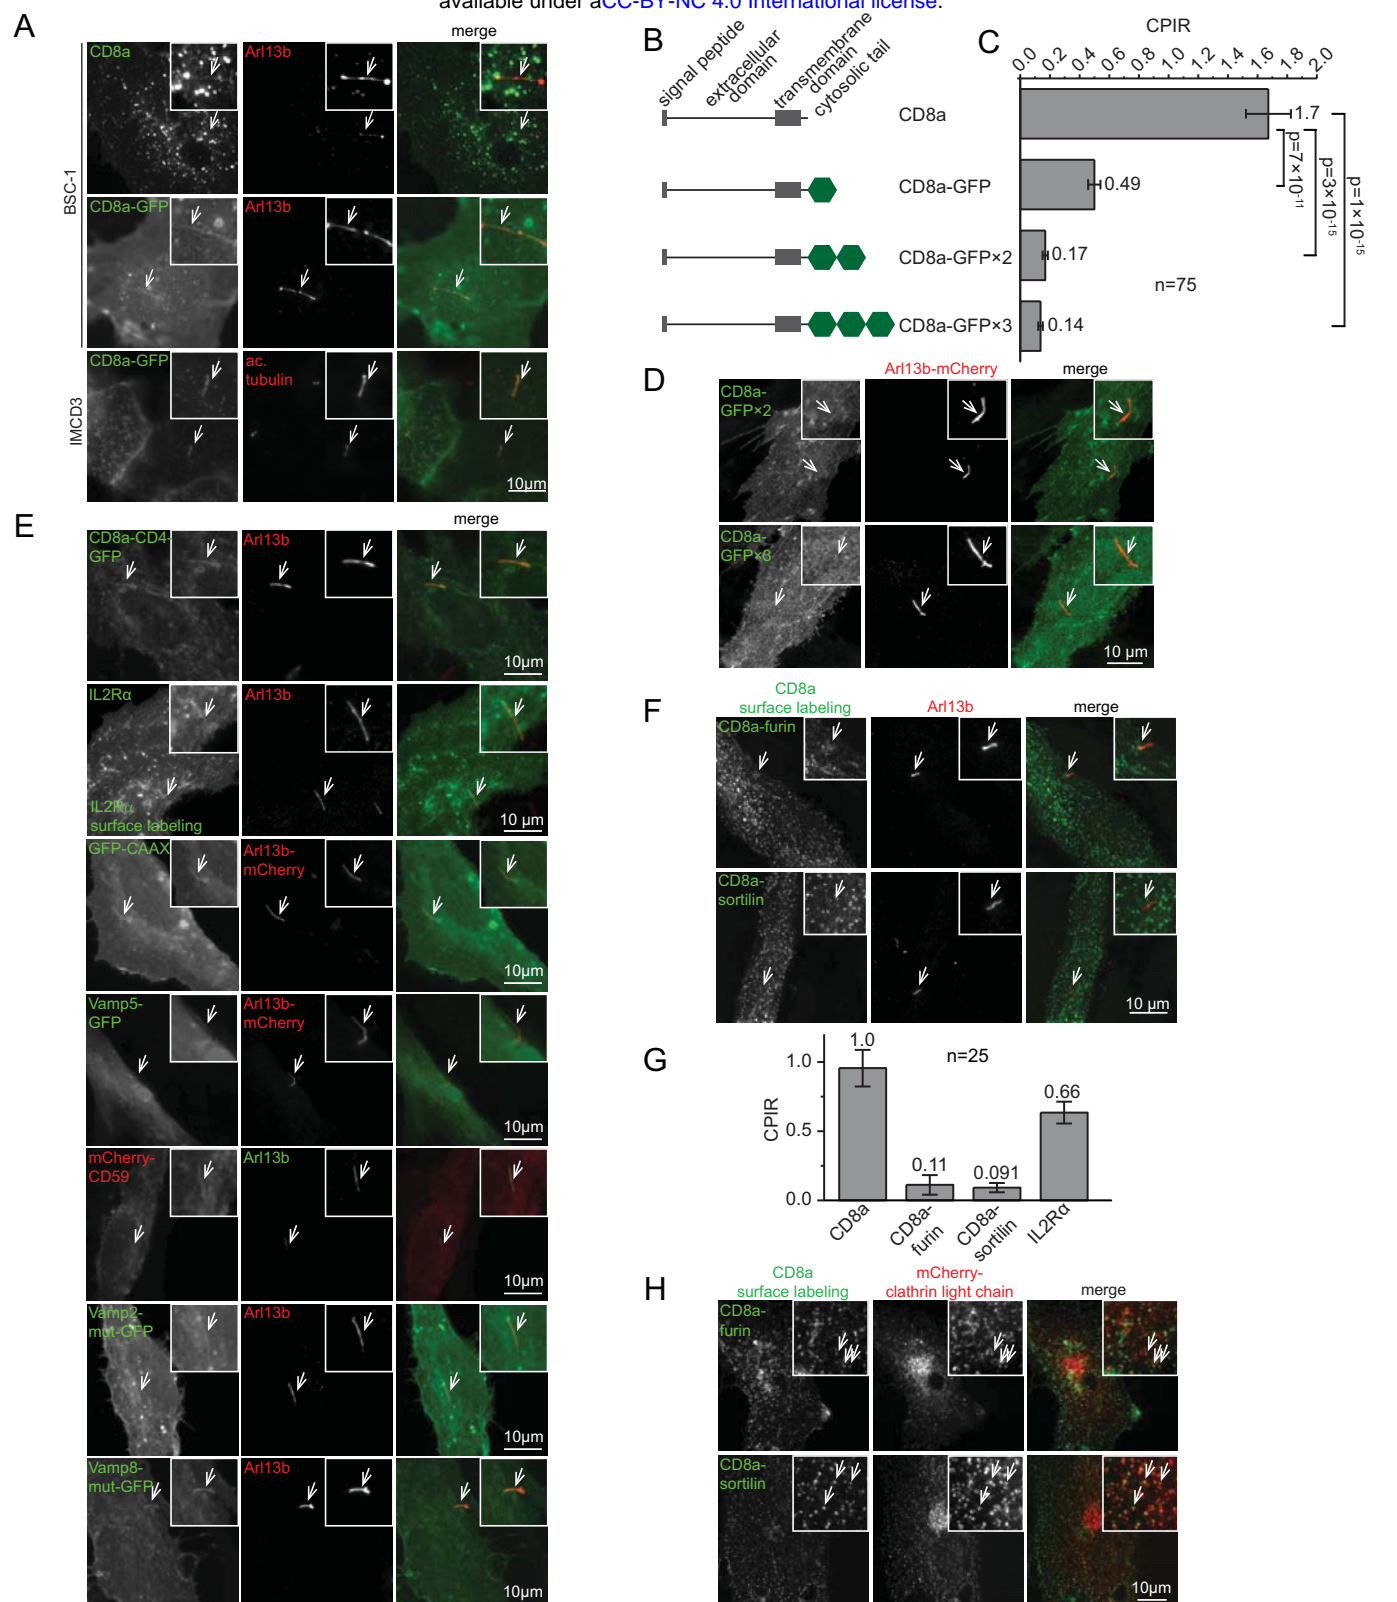 available under aCC-BY-NC 4.0 International license.
A
merge
BSC-1
CD8a
Arl13b
CD8a-GFP
Arl13b
IMCD3
CD8a-GFP
ac.
tubulin
10µm
B
signal peptide
extracellular
domain
transmembrane
domain
cytosolic tail
CD8a
CD8a-GFP
CD8a-GFP×2
CD8a-GFP×3
C
CPIR
0.0 0.2 0.4 0.6 0.8 1.0 1.2 1.4 1.6 1.8 2.0
1.7
0.49
0.17
0.14
n=75
p=7×10-11
p=3×10-15
p=1×10-15
D
Arl13b-mCherry
merge
CD8a-
GFP×2
CD8a-
GFP×3
10 µm
E
merge
CD8a-CD4-
GFP
Arl13b
10µm
IL2Rα
Arl13b
IL2Rα
surface labeling
10 µm
GFP-CAAX
Arl13b-
mCherry
10µm
Vamp5-
GFP
Arl13b-
mCherry
10µm
mCherry-
CD59
Arl13b
10µm
Vamp2-
mut-GFP
Arl13b
10µm
Vamp8-
mut-GFP
Arl13b
10µm
F
CD8a
surface labeling
Arl13b
merge
CD8a-furin
CD8a-
sortilin
10 µm
G
CPIR
1.0
0.5
0.0
n=25
1.0
0.11
0.091
0.66
CD8a
CD8a-
furin
CD8a-
sortilin
IL2Rα
H
CD8a
surface labeling
mCherry-
clathrin light chain
merge
CD8a-
furin
CD8a-
sortilin
10µm